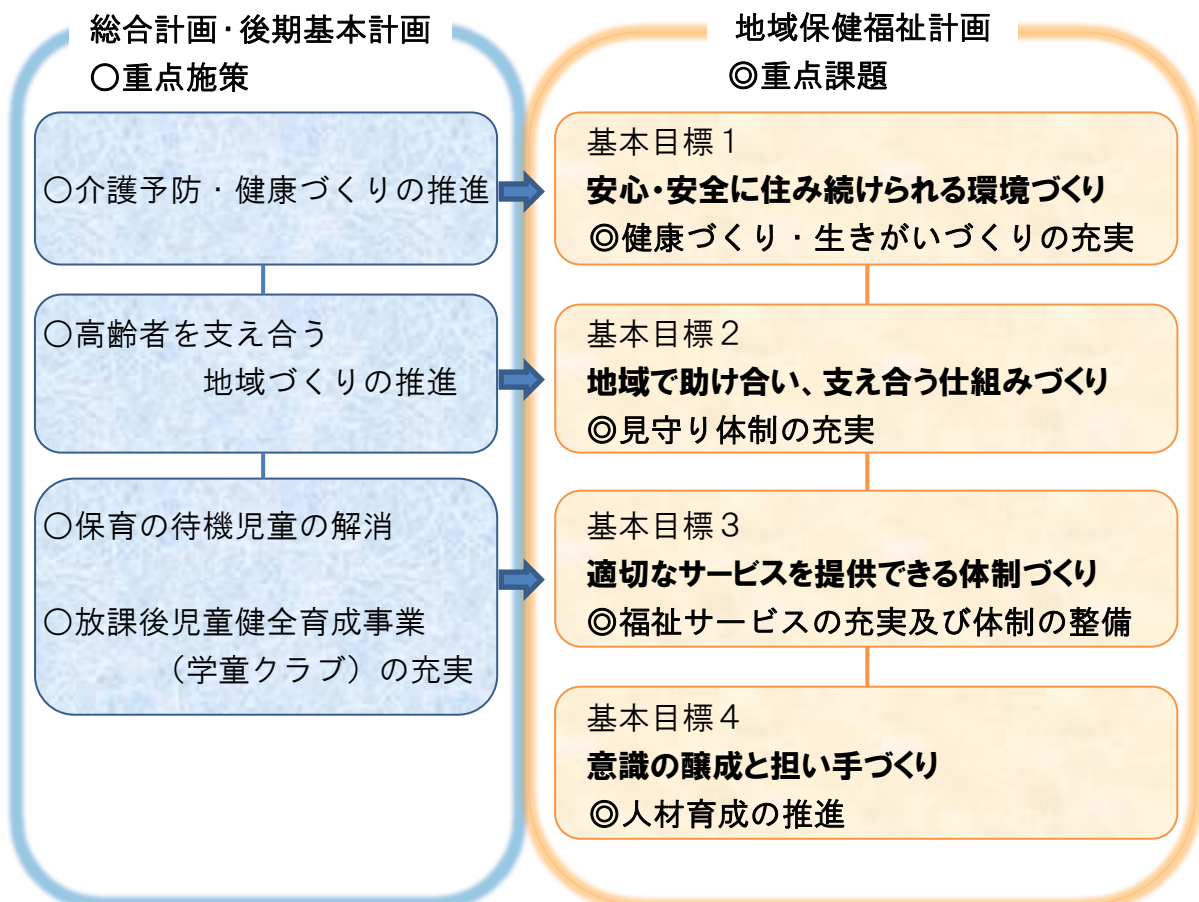 総合計画・後期基本計画
○重点施策
○介護予防・健康づくりの推進
○高齢者を支え合う
地域づくりの推進
○保育の待機児童の解消
○放課後児童健全育成事業
（学童クラブ）の充実
地域保健福祉計画
◎重点課題
基本目標１
安心・安全に住み続けられる環境づくり
◎健康づくり・生きがいづくりの充実
基本目標２
地域で助け合い、支え合う仕組みづくり
◎見守り体制の充実
基本目標３
適切なサービスを提供できる体制づくり
◎福祉サービスの充実及び体制の整備
基本目標４
意識の醸成と担い手づくり
◎人材育成の推進